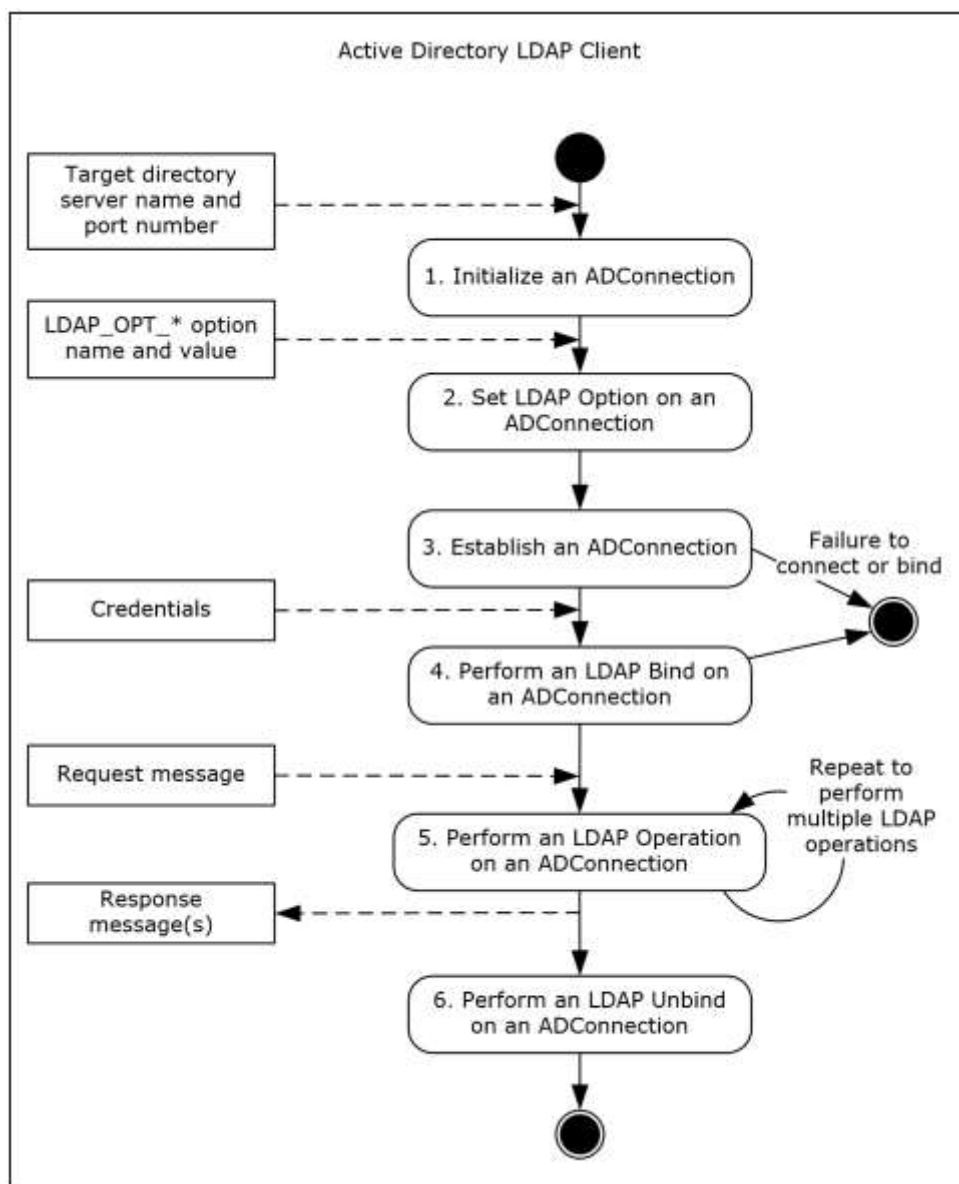 Active Directory LDAP Client
Target directory
server name and
port number
1. Initialize an ADConnection
LDAP_OPT_* option
name and value
2. Set LDAP Option on an
ADConnection
3. Establish an ADConnection
Failure to
connect or bind
Credentials
4. Perform an LDAP Bind on
an ADConnection
Request message
Repeat to
perform
multiple LDAP
operations
5. Perform an LDAP Operation
on an ADConnection
Response
message(s)
6. Perform an LDAP Unbind
on an ADConnection